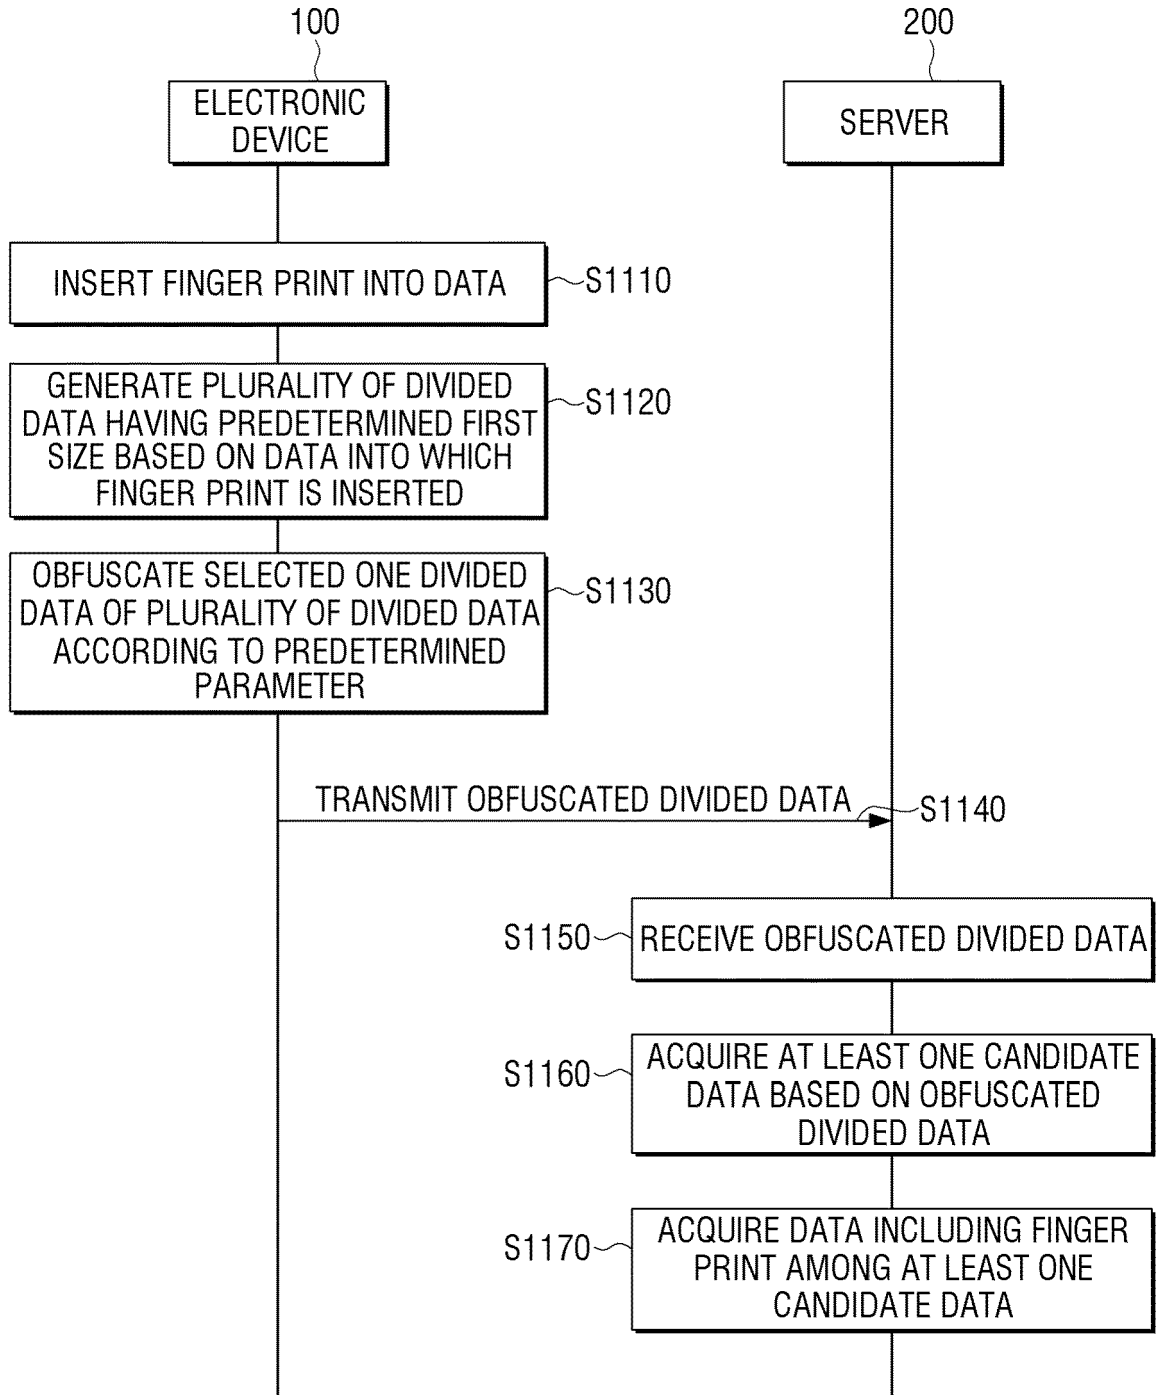 100
200
ELECTRONIC
DEVICE
SERVER
INSERT FINGER PRINT INTO DATA
S1110
GENERATE PLURALITY OF DIVIDED
DATA HAVING PREDETERMINED FIRST
SIZE BASED ON DATA INTO WHICH
FINGER PRINT IS INSERTED
S1120
OBFUSCATE SELECTED ONE DIVIDED
DATA OF PLURALITY OF DIVIDED DATA
ACCORDING TO PREDETERMINED
PARAMETER
S1130
TRANSMIT OBFUSCATED DIVIDED DATA
S1140
S1150
RECEIVE OBFUSCATED DIVIDED DATA
S1160
ACQUIRE AT LEAST ONE CANDIDATE
DATA BASED ON OBFUSCATED
DIVIDED DATA
S1170
ACQUIRE DATA INCLUDING FINGER
PRINT AMONG AT LEAST ONE
CANDIDATE DATA